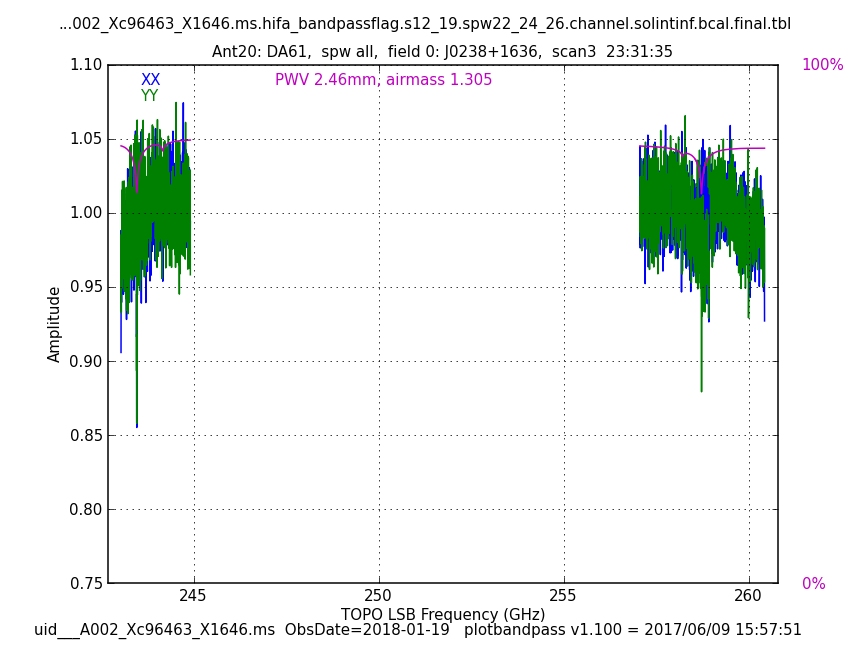 ...002_Xc96463_X1646.ms.hifa_bandpassflag.s12_19.spw22_24_26.channel.solintinf.bcal.final.tbl
Ant20: DA61,  spw all,  field 0: J0238+1636,  scan3  23:31:35
1.10
100%
XX
PWV 2.46mm, airmass 1.305
YY
1.05
1.00
0.95
Amplitude
0.90
0.85
0.80
0.75
0%
245
250
255
260
TOPO LSB Frequency (GHz)
uid___A002_Xc96463_X1646.ms  ObsDate=2018-01-19   plotbandpass v1.100 = 2017/06/09 15:57:51